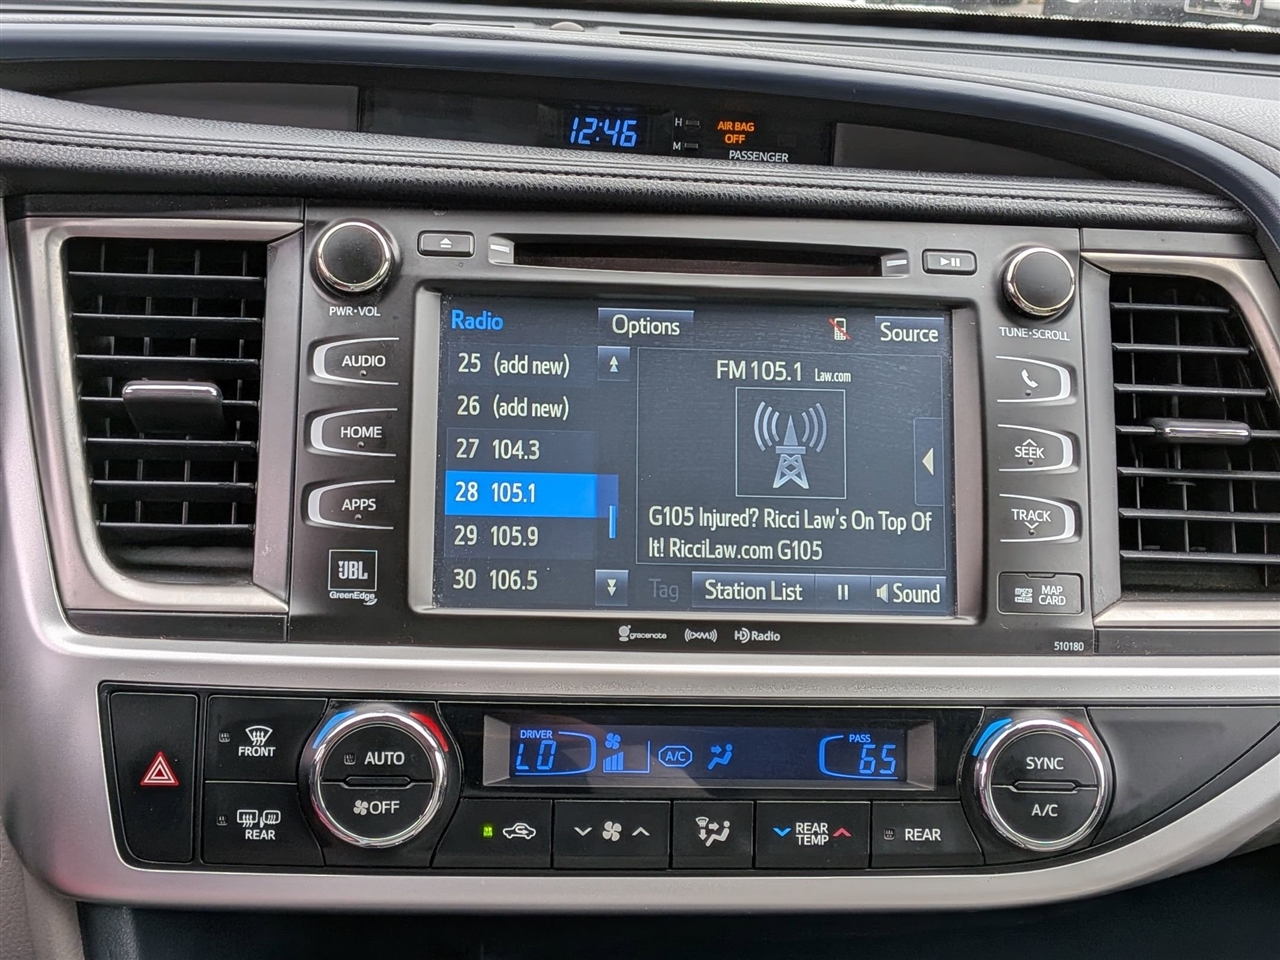 12:46
H
M
AIR BAG
OFF
PASSENGER
PWR·VOL
TUNE·SCROLL
AUDIO
HOME
APPS
JBL
GreenEdge
Radio
Options
Source
25 (add new)
26 (add new)
27 104.3
28 105.1
29 105.9
30 106.5
FM 105.1 Law.com
G105 Injured? Ricci Law's On Top Of
It! RicciLaw.com G105
Tag
Station List
Sound
SEEK
TRACK
micro SD
MAP
CARD
gracenote
((XM))
HD Radio
510180
FRONT
REAR
AUTO
OFF
DRIVER
LO
A/C
PASS
65
REAR
TEMP
REAR
SYNC
A/C